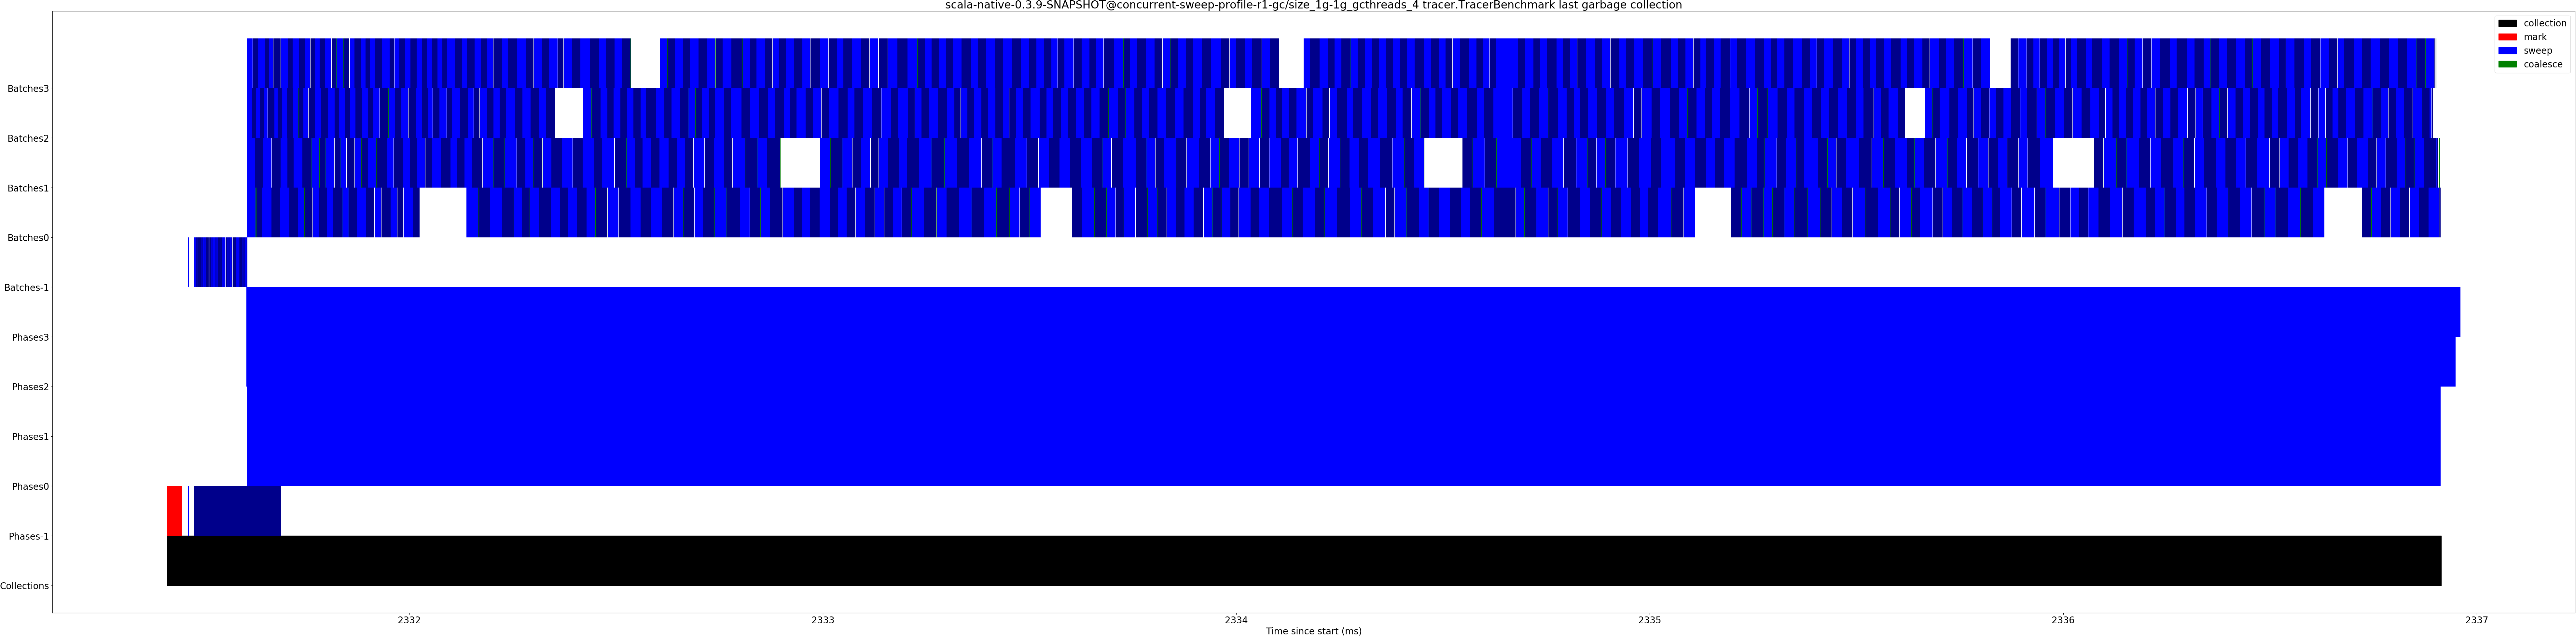 scala-native-0.3.9-SNAPSHOT@concurrent-sweep-profile-r1-gc/size_1g-1g_gcthreads_4 tracer.TracerBenchmark last garbage collection
collection
mark
sweep
coalesce
Batches3
Batches2
Batches1
Batches0
Batches-1
Phases3
Phases2
Phases1
Phases0
Phases-1
Collections
2332
2333
2334
2335
2336
2337
Time since start (ms)